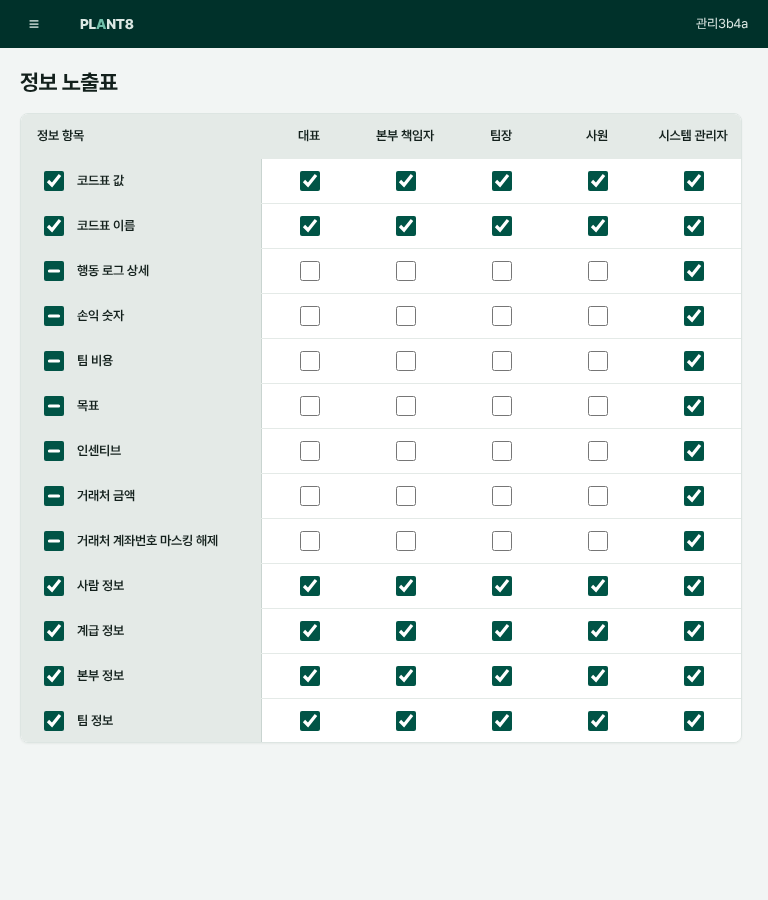 PLANT8
관리3b4a
정보 노출표
정보 항목 대표 본부 책임자 팀장 사원 시스템 관리자
코드표 값
코드표 이름
행동 로그 상세
손익 숫자
팀 비용
목표
인센티브
거래처 금액
거래처 계좌번호 마스킹 해제
사람 정보
계급 정보
본부 정보
팀 정보